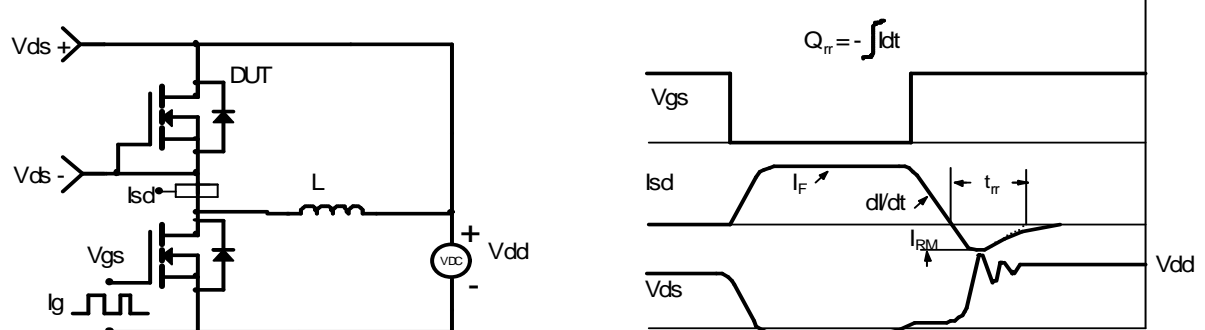 Vds +
DUT
Vds -
Isd
L
Vgs
Ig
+
VDC
-
Vdd
Qrr = - ∫Idt
Vgs
Isd
IF
dI/dt
trr
IRM
Vds
Vdd